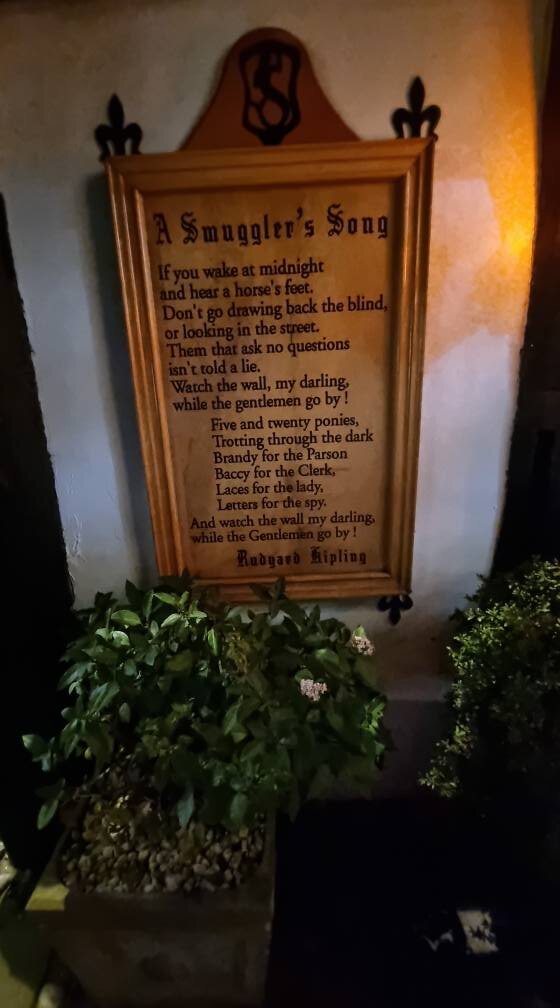 S
A Smuggler's Song
If you wake at midnight
and hear a horse's feet.
Don't go drawing back the blind,
or looking in the street.
Them that ask no questions
isn't told a lie.
Watch the wall, my darling,
while the gentlemen go by !
Five and twenty ponies,
Trotting through the dark
Brandy for the Parson
Baccy for the Clerk,
Laces for the lady,
Letters for the spy.
And watch the wall my darling,
while the Gentlemen go by !
Rudyard Kipling